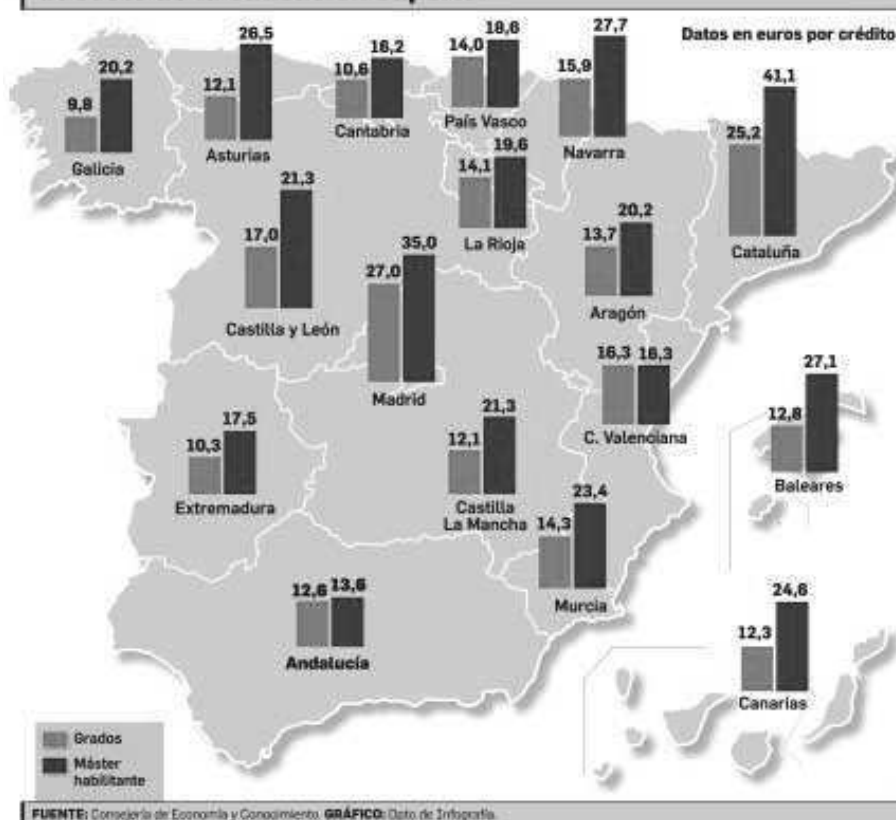 Datos en euros por crédito
9,8
20,2
Galicia
12,1
26,5
Asturias
10,6
16,2
Cantabria
14,0
18,6
País Vasco
15,9
27,7
Navarra
25,2
41,1
Cataluña
14,1
19,6
La Rioja
13,7
20,2
Aragón
17,0
21,3
Castilla y León
27,0
35,0
Madrid
16,3
16,3
C. Valenciana
12,8
27,1
Baleares
10,3
17,5
Extremadura
12,1
21,3
Castilla
La Mancha
14,3
23,4
Murcia
12,6
13,6
Andalucía
12,3
24,6
Canarias
Grados
Máster
habilitante
FUENTE: Consejería de Economía y Conocimiento. GRÁFICO: Dpto de Infografía.